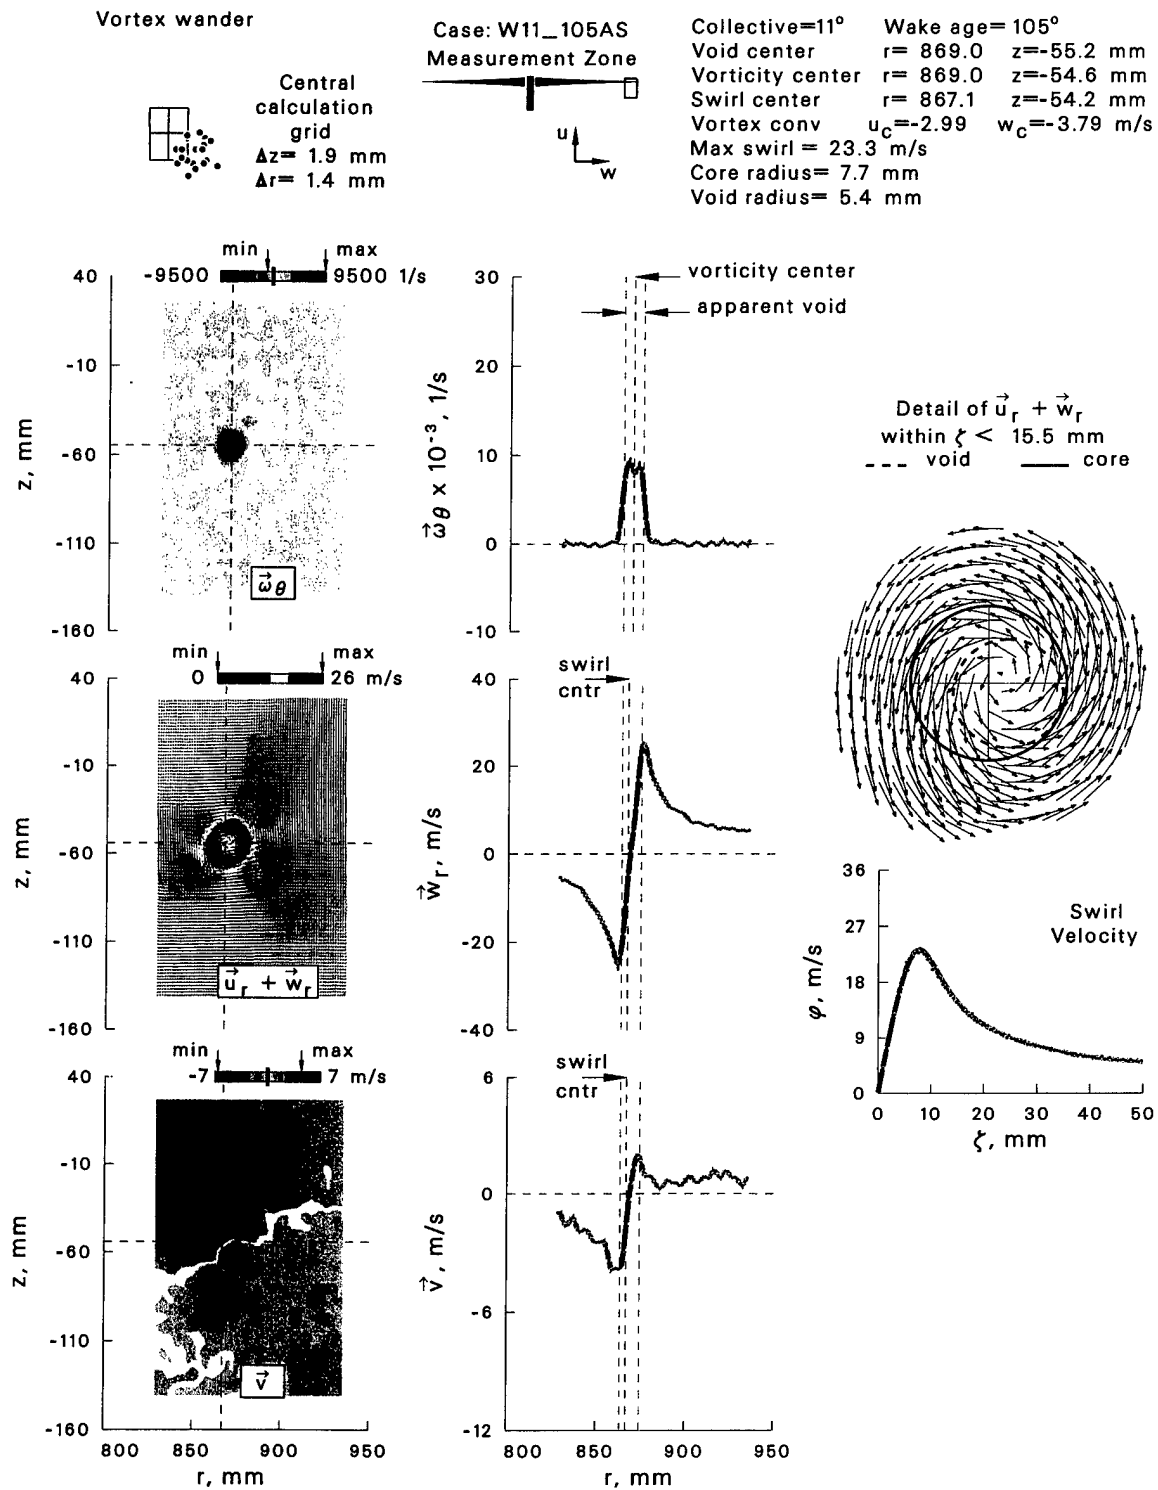 Vortex wander
Central
calculation
grid
Δz= 1.9 mm
Δr= 1.4 mm
Case: W11_105AS
Measurement Zone
u
w
Collective=11° Wake age= 105°
Void center r= 869.0 z=-55.2 mm
Vorticity center r= 869.0 z=-54.6 mm
Swirl center r= 867.1 z=-54.2 mm
Vortex conv u_c=-2.99 w_c=-3.79 m/s
Max swirl = 23.3 m/s
Core radius= 7.7 mm
Void radius= 5.4 mm
min max
-9500 9500 1/s
40
-10
-60
-110
-160
z, mm
ω⃗θ
30
20
10
0
-10
ω⃗θ x 10⁻³, 1/s
vorticity center
apparent void
min max
0 26 m/s
40
-10
-60
-110
-160
z, mm
u⃗r + w⃗r
swirl
cntr
40
20
0
-20
-40
w⃗r, m/s
Detail of u⃗r + w⃗r
within ζ < 15.5 mm
void core
Swirl
Velocity
36
27
18
9
0
φ, m/s
0 10 20 30 40 50
ζ, mm
min max
-7 7 m/s
40
-10
-60
-110
-160
z, mm
v⃗
800 850 900 950
r, mm
swirl
cntr
6
0
-6
-12
v⃗, m/s
800 850 900 950
r, mm